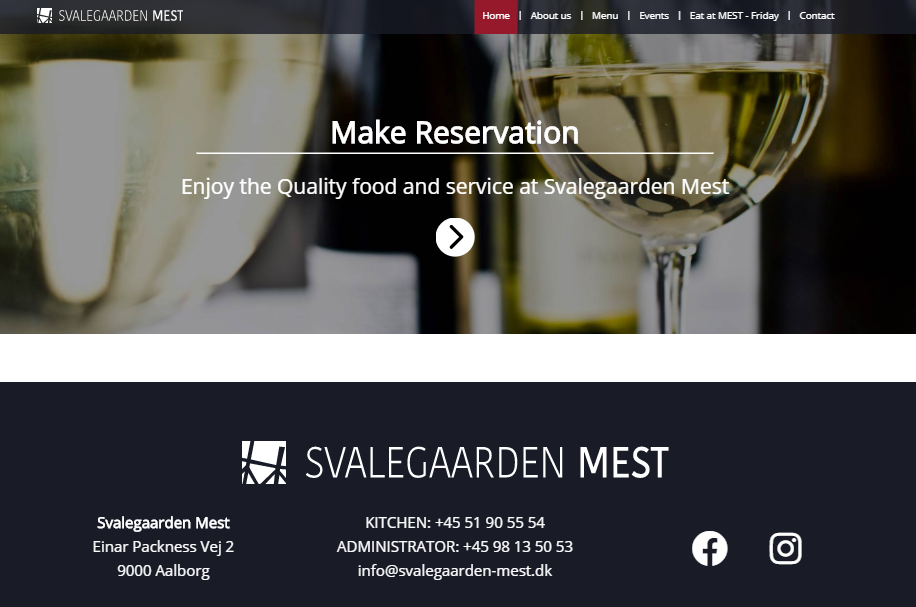 SVALEGAARDEN MEST
Home | About us | Menu | Events | Eat at MEST - Friday | Contact
Make Reservation
Enjoy the Quality food and service at Svalegaarden Mest
SVALEGAARDEN MEST
Svalegaarden Mest
Einar Packness Vej 2
9000 Aalborg
KITCHEN: +45 51 90 55 54
ADMINISTRATOR: +45 98 13 50 53
info@svalegaarden-mest.dk